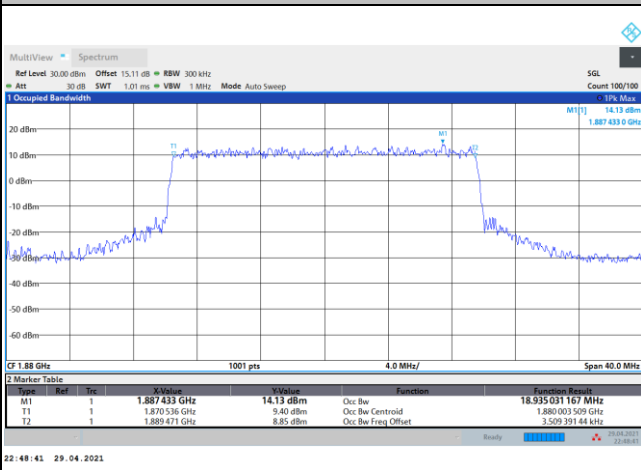 MultiView Spectrum
Ref Level 30.00 dBm Offset 15.11 dB RBW 300 kHz SGL
Att 30 dB SWT 1.01 ms VBW 1 MHz Mode Auto Sweep Count 100/100
1 Occupied Bandwidth 1Pk Max
M1[1] 14.13 dBm
1.887 433 0 GHz
20 dBm
M1
T1 T2
10 dBm
0 dBm
-10 dBm
-20 dBm
-30 dBm
-40 dBm
-50 dBm
-60 dBm
CF 1.88 GHz 1001 pts 4.0 MHz/ Span 40.0 MHz
2 Marker Table
Type Ref Trc X-Value Y-Value Function Function Result
M1 1 1.887433 GHz 14.13 dBm Occ Bw 18.935 031 167 MHz
T1 1 1.870 536 GHz 9.40 dBm Occ Bw Centroid 1.880 003 509 GHz
T2 1 1.889 471 GHz 8.85 dBm Occ Bw Freq Offset 3.509 391 44 kHz
Ready 29.04.2021
22:48:41
22:48:41 29.04.2021